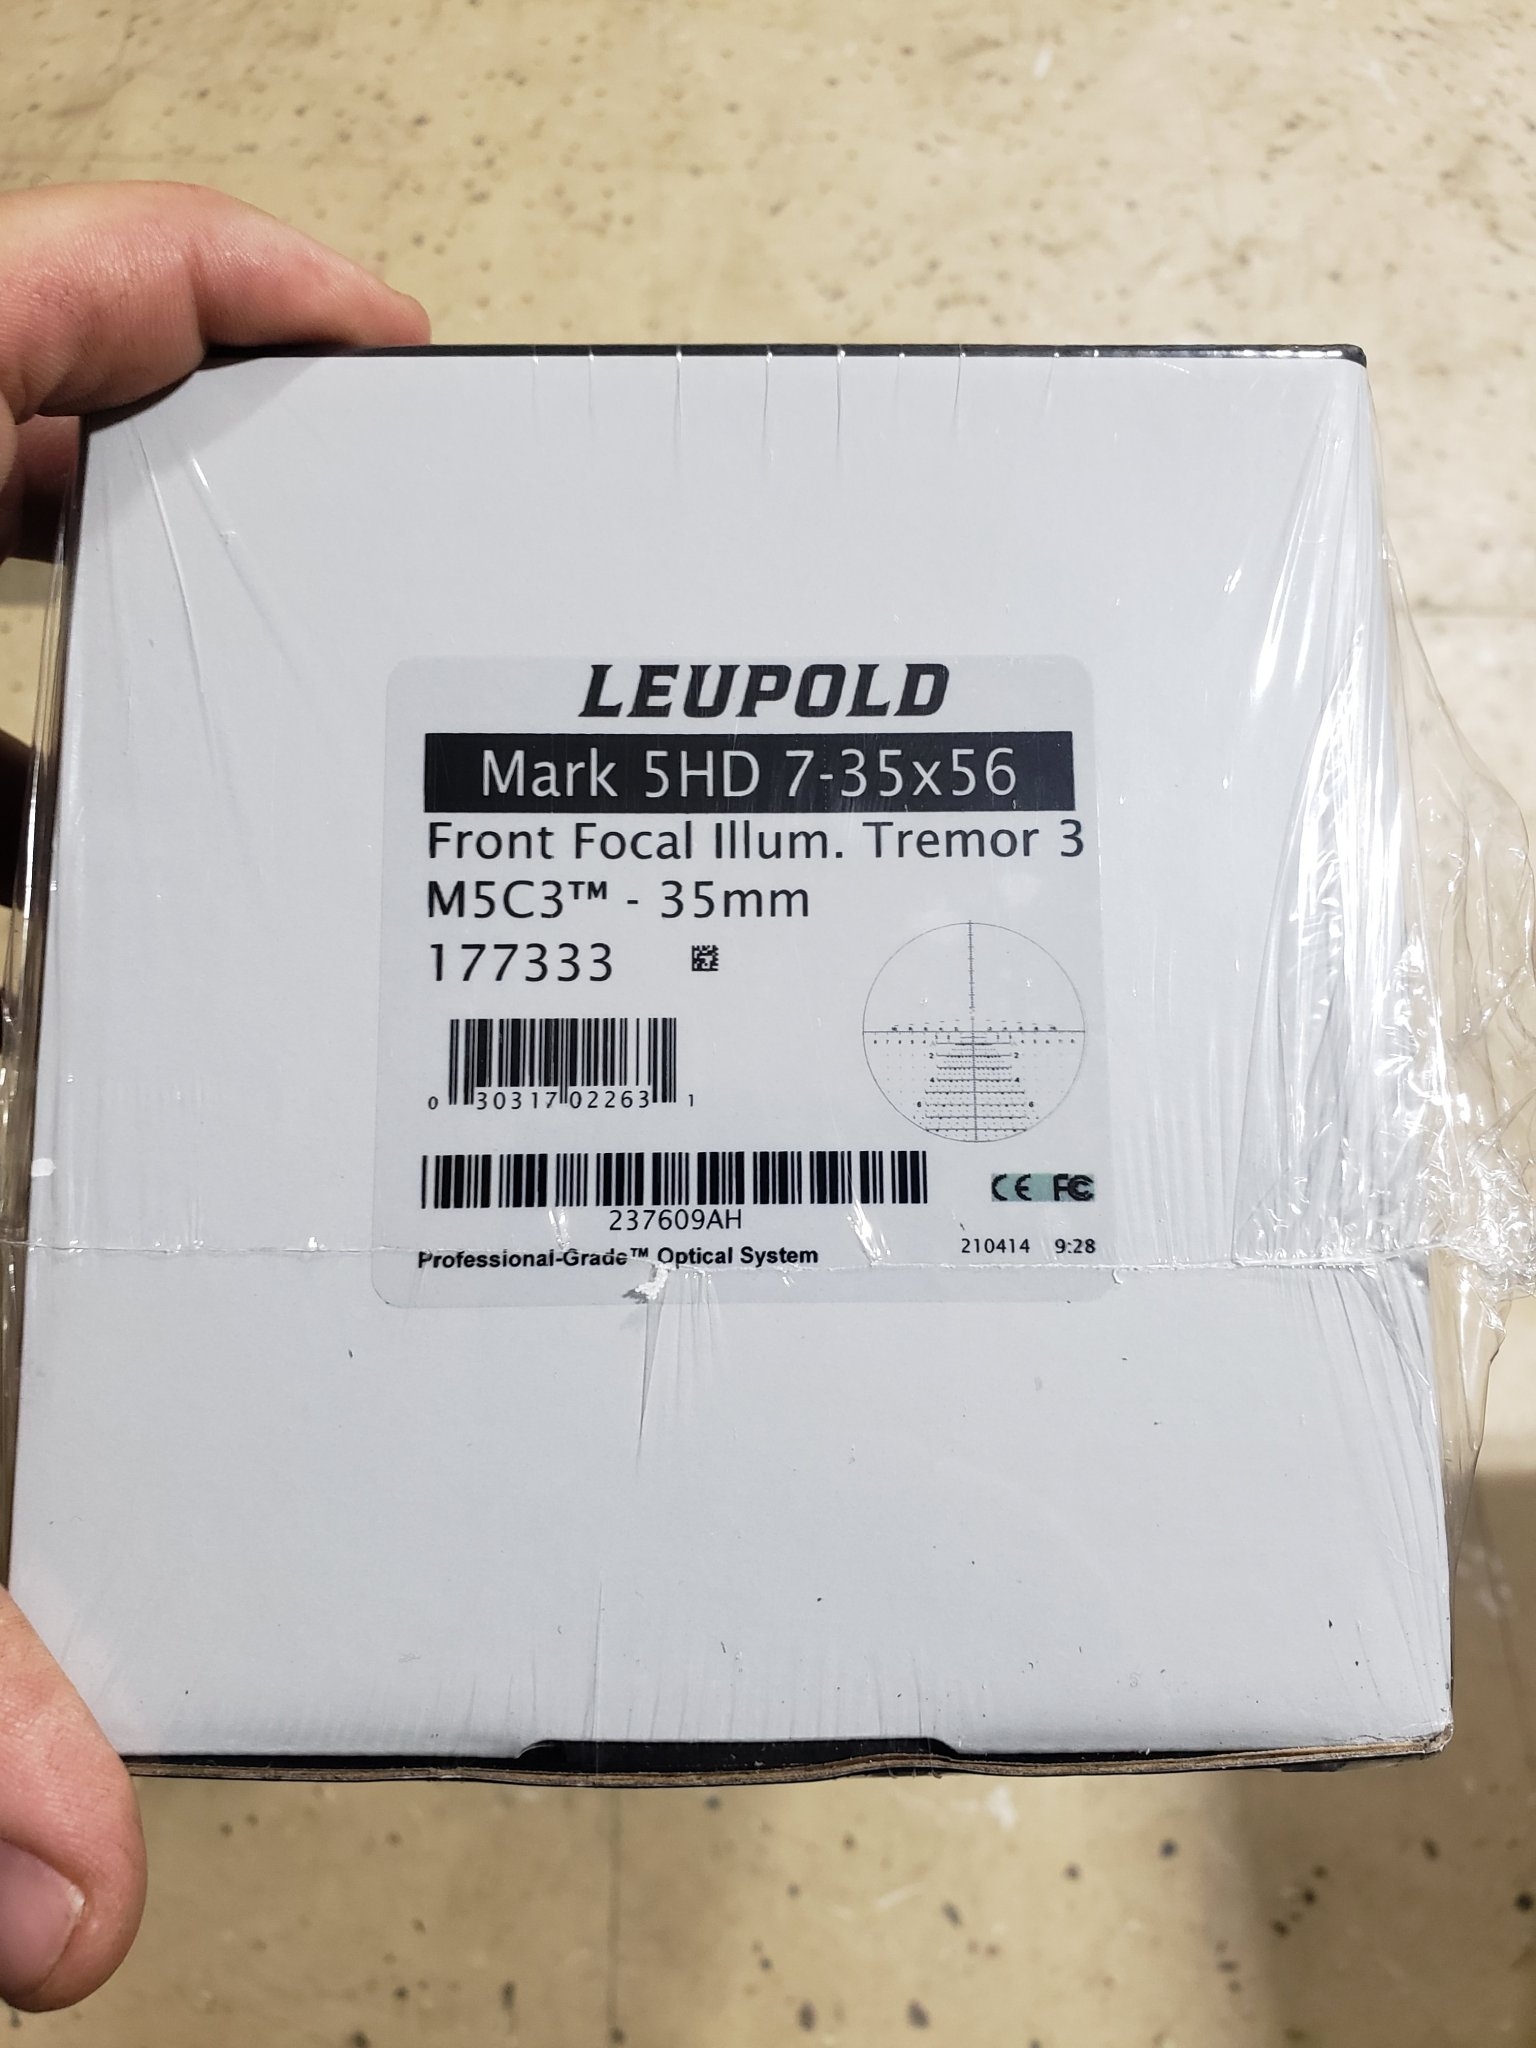 LEUPOLD
Mark 5HD 7-35x56
Front Focal Illum. Tremor 3
M5C3™ - 35mm
177333
0 30317 02263 1
237609AH
CE FC
Professional-Grade™ Optical System
210414 9:28